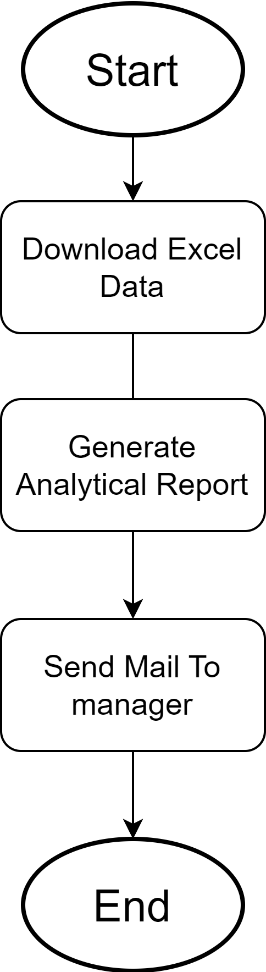 Start
Download Excel
Data
Generate
Analytical Report
Send Mail To
manager
End